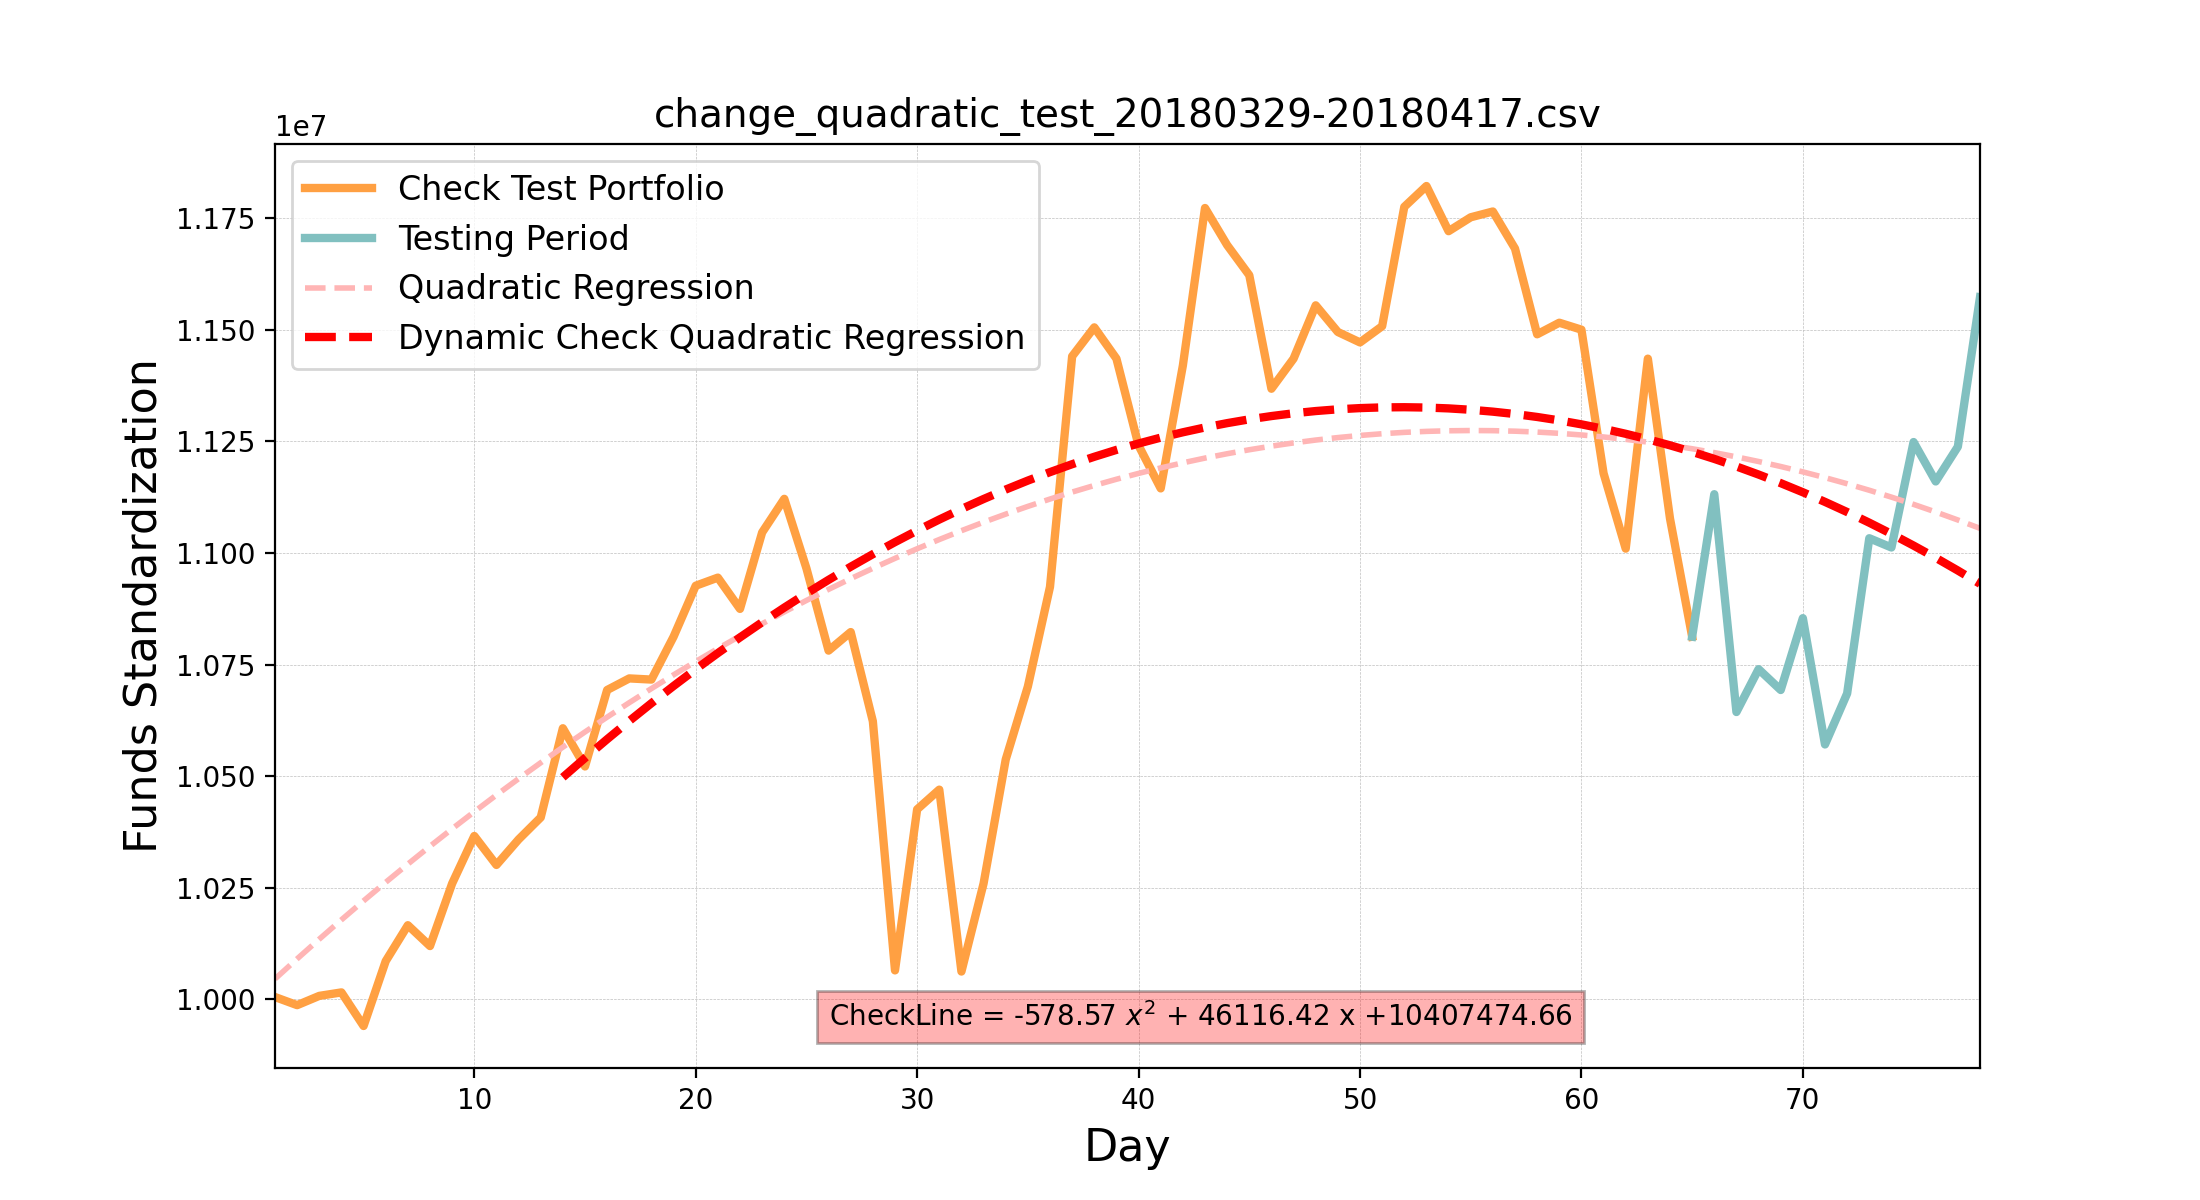 change_quadratic_test_20180329-20180417.csv
1e7
Check Test Portfolio
Testing Period
Quadratic Regression
Dynamic Check Quadratic Regression
1.175
1.150
1.125
1.100
1.075
1.050
1.025
1.000
Funds Standardization
CheckLine = -578.57 x² + 46116.42 x +10407474.66
10 20 30 40 50 60 70
Day